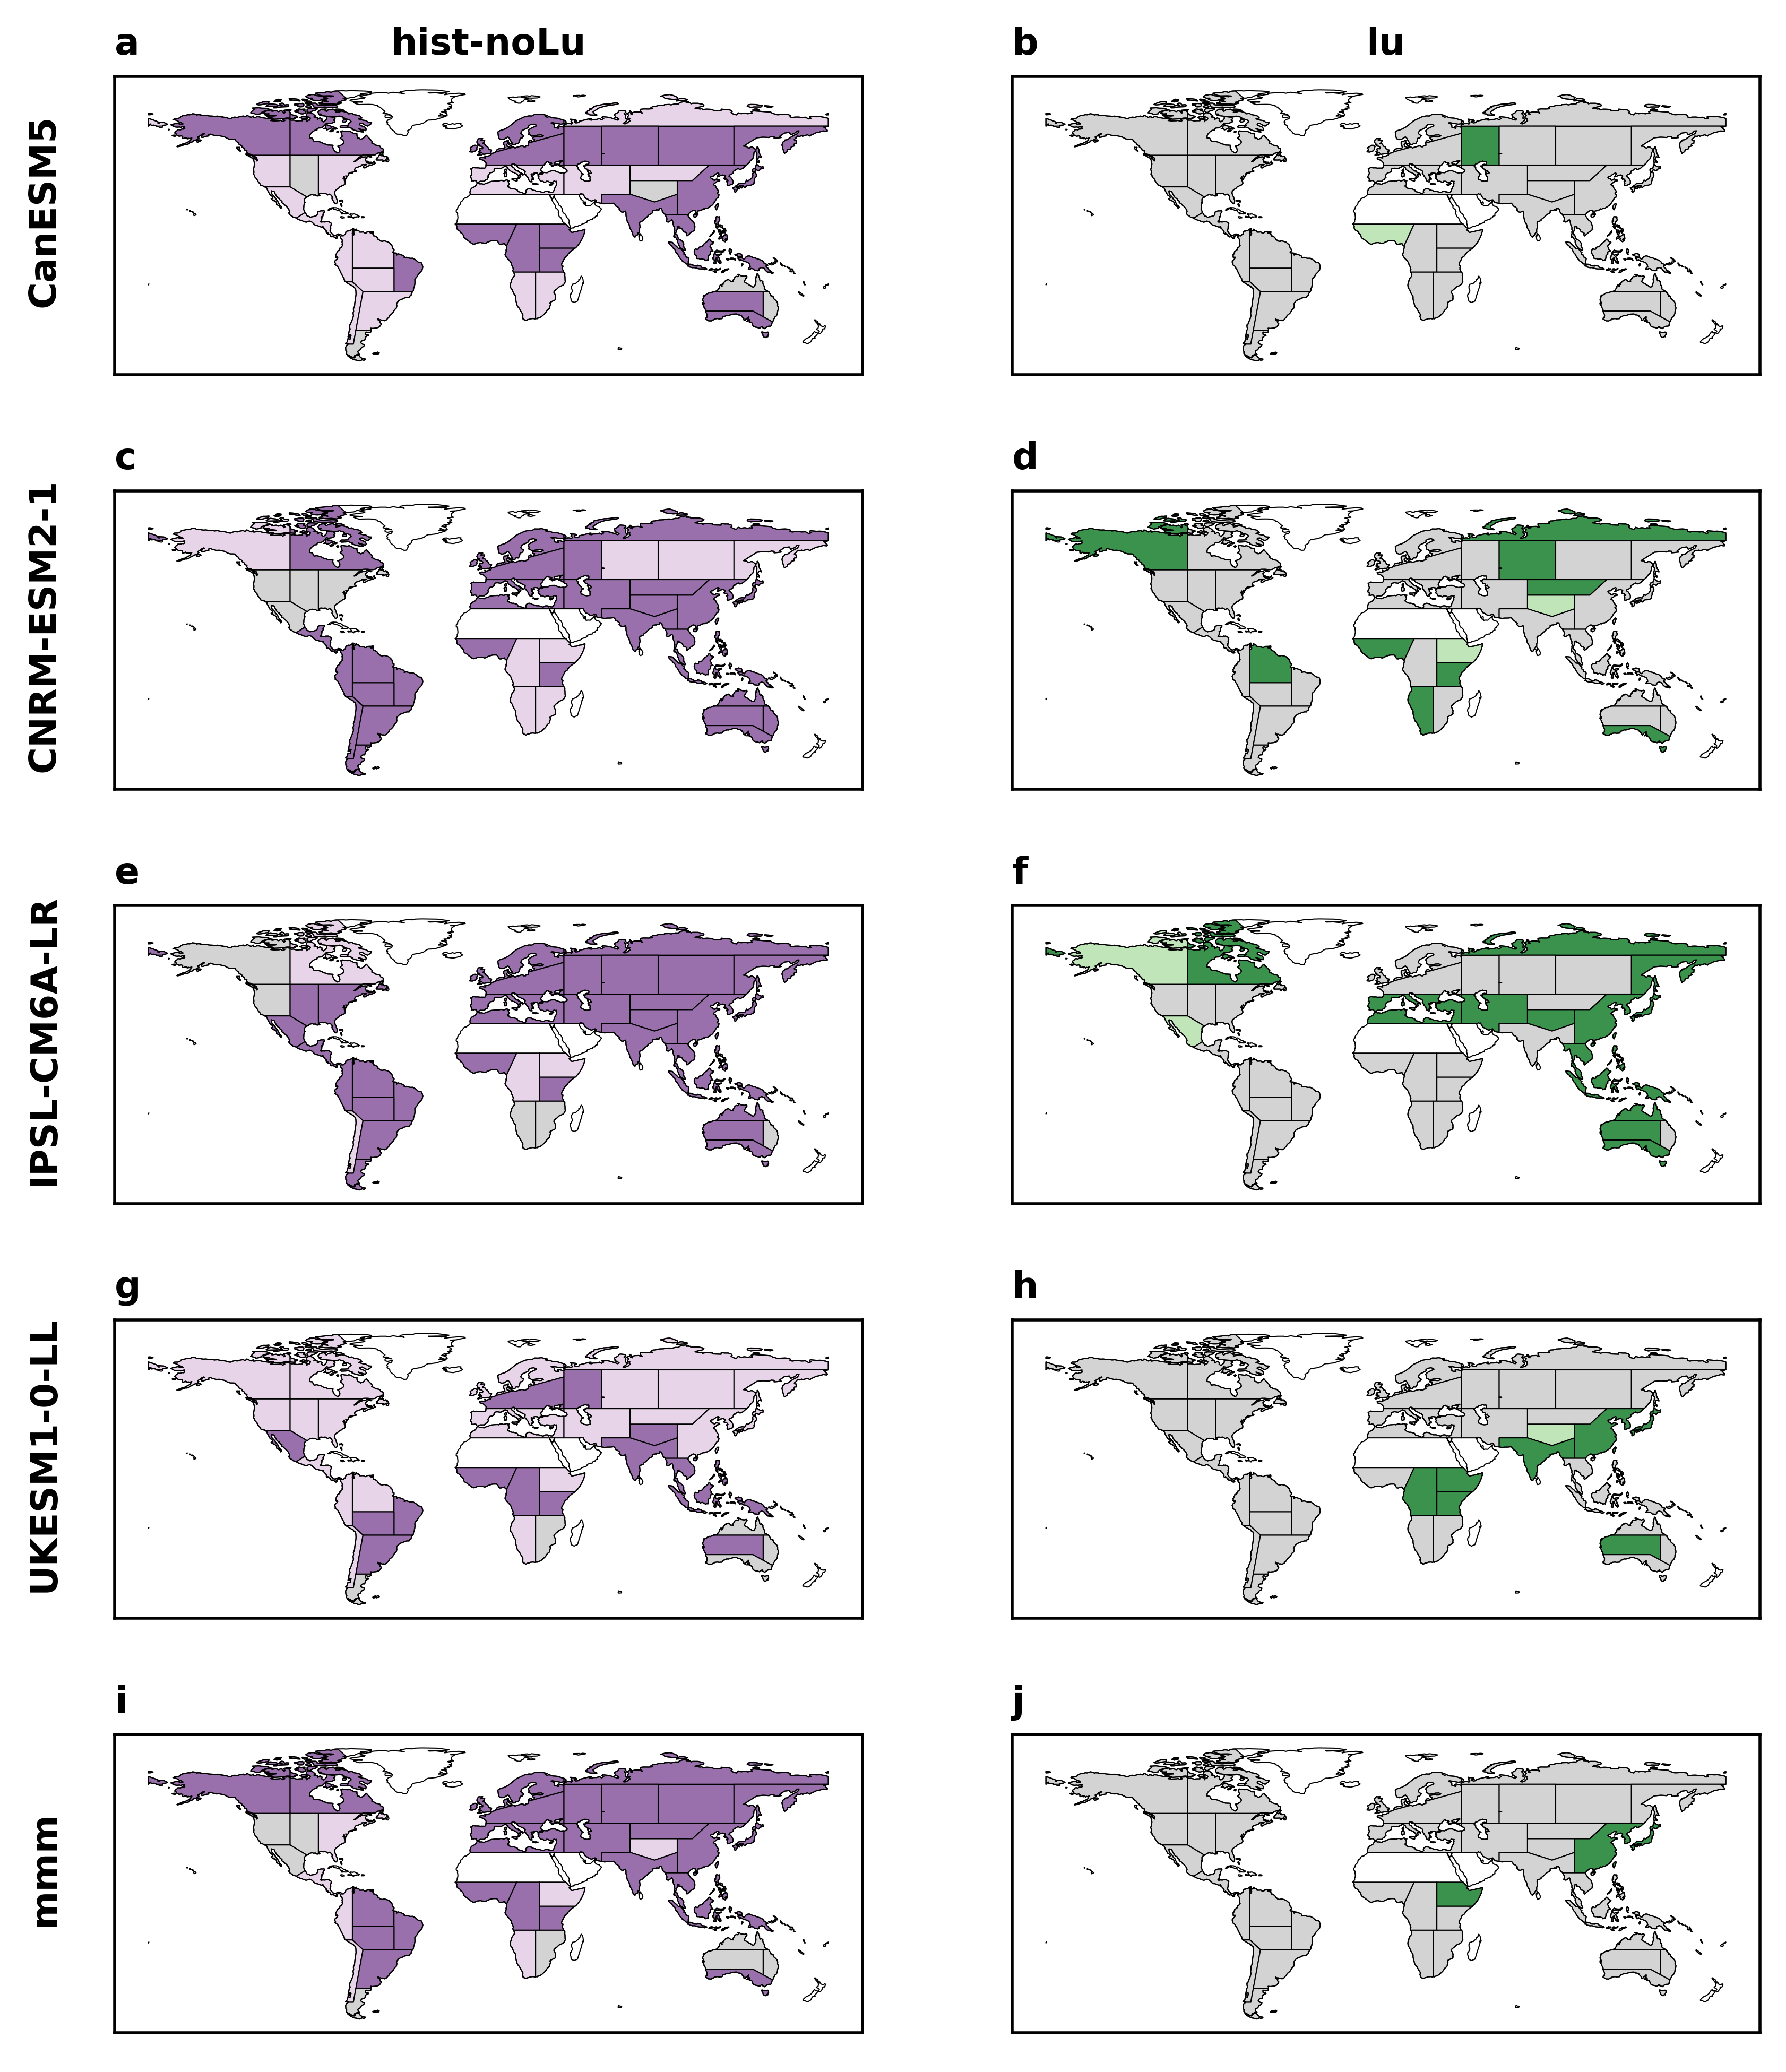 a hist-noLu
b lu
CanESM5
c
d
CNRM-ESM2-1
e
f
IPSL-CM6A-LR
g
h
UKESM1-0-LL
i
j
mmm